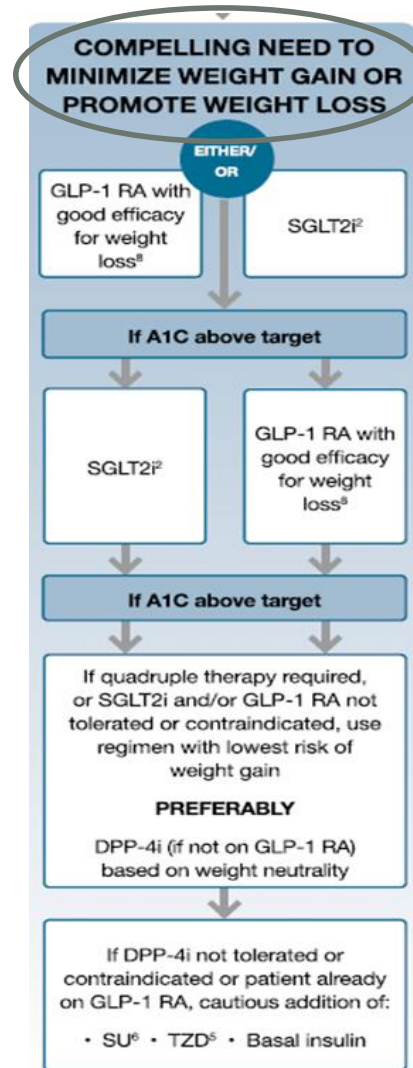 COMPELLING NEED TO
MINIMIZE WEIGHT GAIN OR
PROMOTE WEIGHT LOSS
EITHER/
OR
GLP-1 RA with
good efficacy
for weight
loss⁸
SGLT2i²
If A1C above target
SGLT2i²
GLP-1 RA with
good efficacy
for weight
loss⁸
If A1C above target
If quadruple therapy required,
or SGLT2i and/or GLP-1 RA not
tolerated or contraindicated, use
regimen with lowest risk of
weight gain
PREFERABLY
DPP-4i (if not on GLP-1 RA)
based on weight neutrality
If DPP-4i not tolerated or
contraindicated or patient already
on GLP-1 RA, cautious addition of:
• SU⁶ • TZD⁵ • Basal insulin